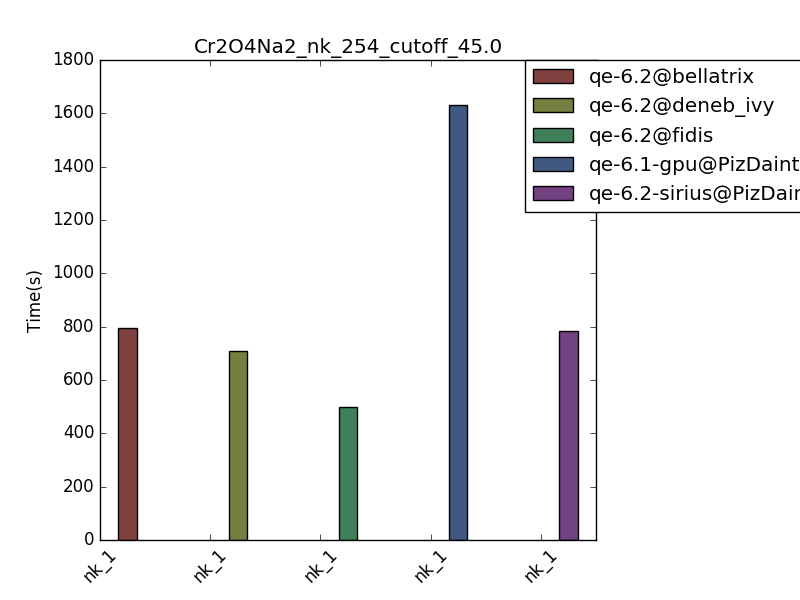 Cr2O4Na2_nk_254_cutoff_45.0
1800
1600
1400
1200
1000
800
600
400
200
0
Time(s)
nk_1
nk_1
nk_1
nk_1
nk_1
qe-6.2@bellatrix
qe-6.2@deneb_ivy
qe-6.2@fidis
qe-6.1-gpu@PizDaint
qe-6.2-sirius@PizDain